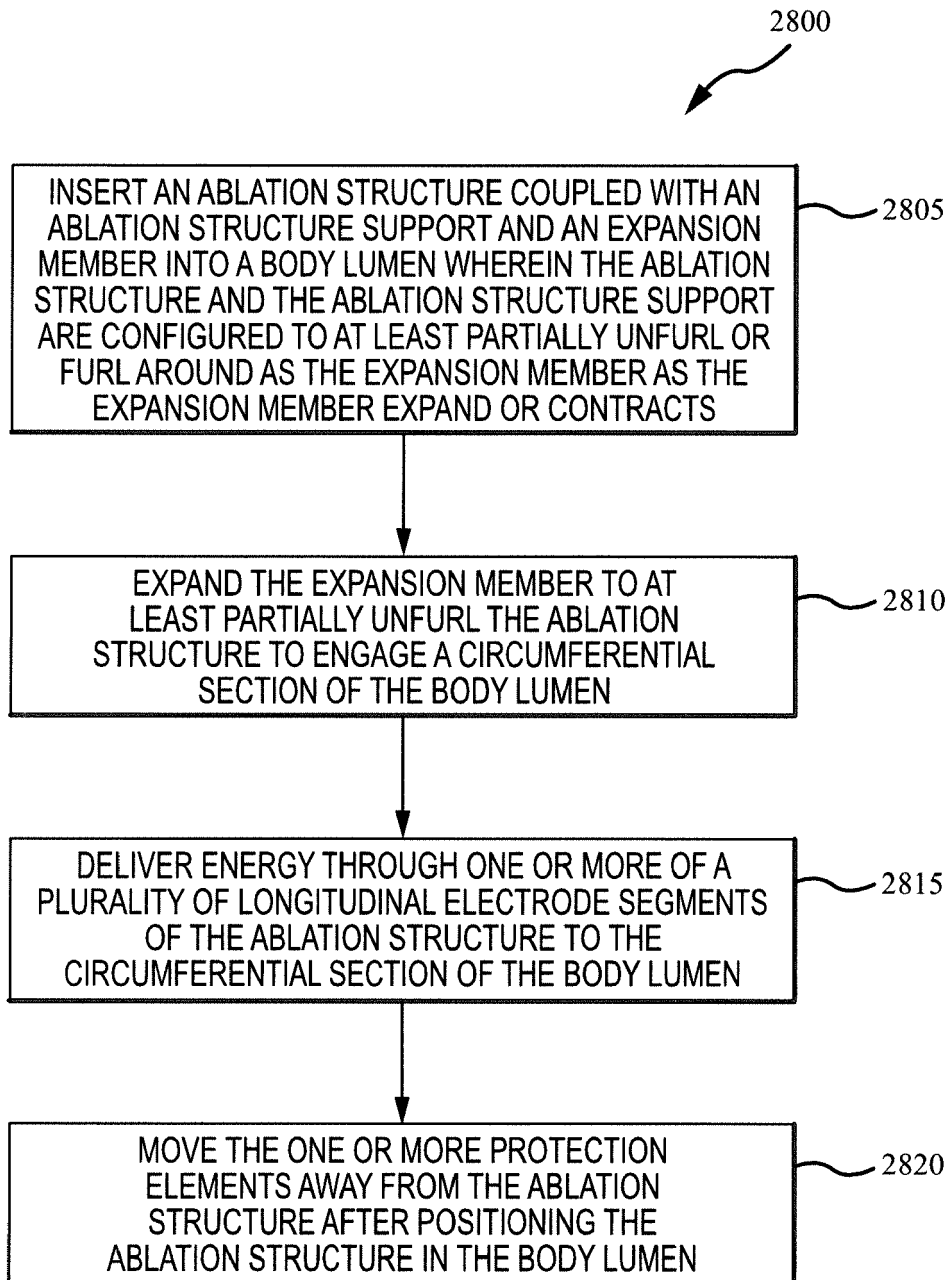 2800
INSERT AN ABLATION STRUCTURE COUPLED WITH AN
ABLATION STRUCTURE SUPPORT AND AN EXPANSION
MEMBER INTO A BODY LUMEN WHEREIN THE ABLATION
STRUCTURE AND THE ABLATION STRUCTURE SUPPORT
ARE CONFIGURED TO AT LEAST PARTIALLY UNFURL OR
FURL AROUND AS THE EXPANSION MEMBER AS THE
EXPANSION MEMBER EXPAND OR CONTRACTS
2805
EXPAND THE EXPANSION MEMBER TO AT
LEAST PARTIALLY UNFURL THE ABLATION
STRUCTURE TO ENGAGE A CIRCUMFERENTIAL
SECTION OF THE BODY LUMEN
2810
DELIVER ENERGY THROUGH ONE OR MORE OF A
PLURALITY OF LONGITUDINAL ELECTRODE SEGMENTS
OF THE ABLATION STRUCTURE TO THE
CIRCUMFERENTIAL SECTION OF THE BODY LUMEN
2815
MOVE THE ONE OR MORE PROTECTION
ELEMENTS AWAY FROM THE ABLATION
STRUCTURE AFTER POSITIONING THE
ABLATION STRUCTURE IN THE BODY LUMEN
2820